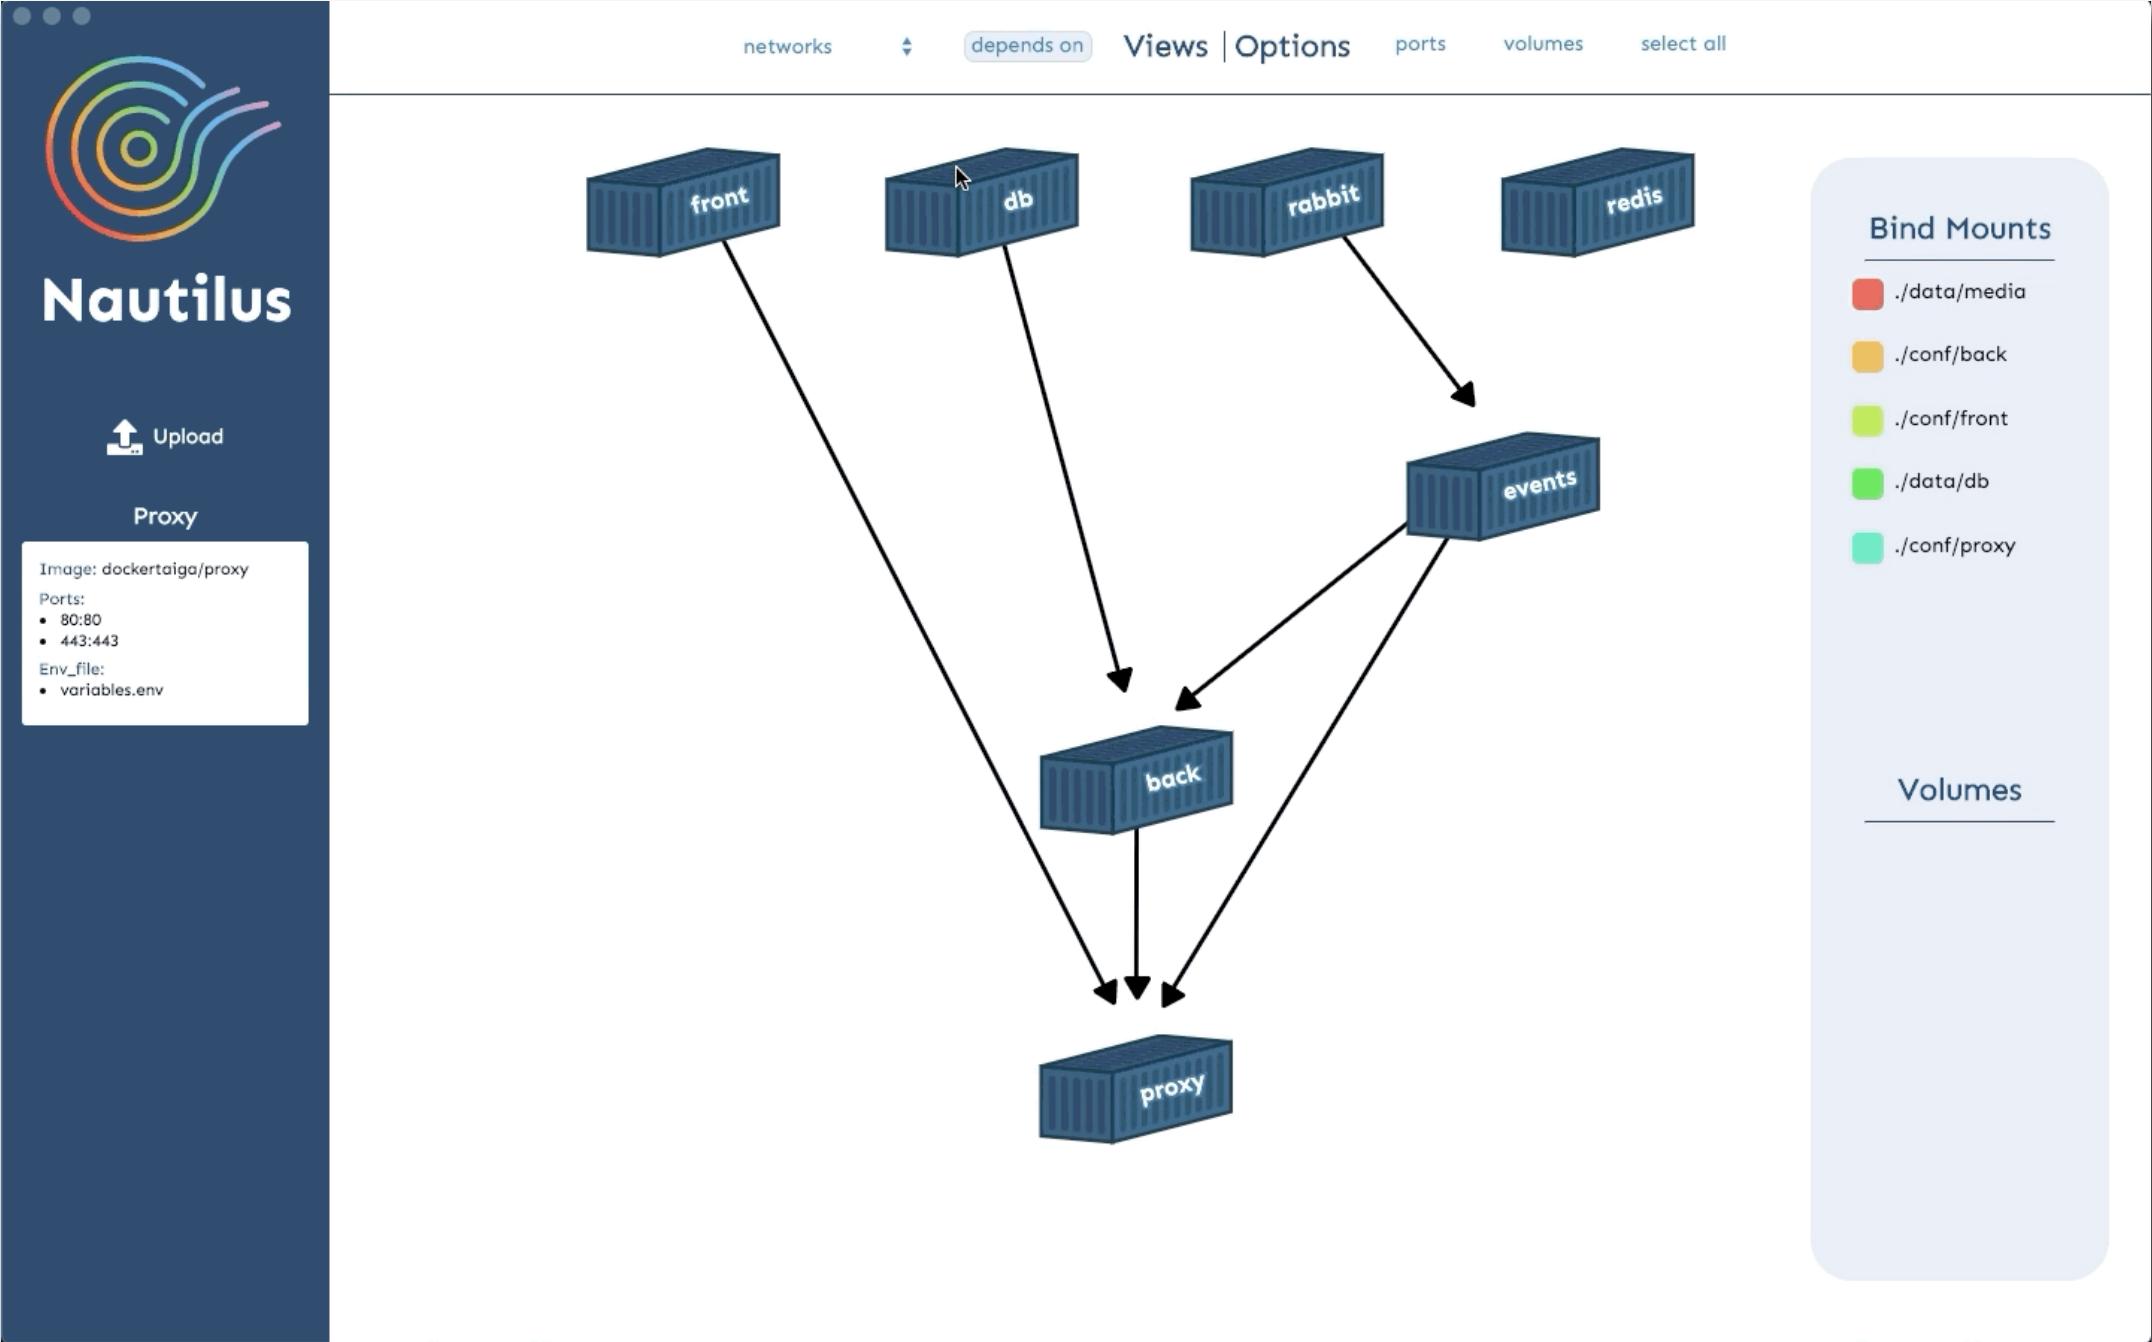 Nautilus
Upload
Proxy
Image: dockertaiga/proxy
Ports:
• 80:80
• 443:443
Env_file:
• variables.env
networks
depends on
Views | Options
ports
volumes
select all
front
db
rabbit
redis
events
back
proxy
Bind Mounts
./data/media
./conf/back
./conf/front
./data/db
./conf/proxy
Volumes